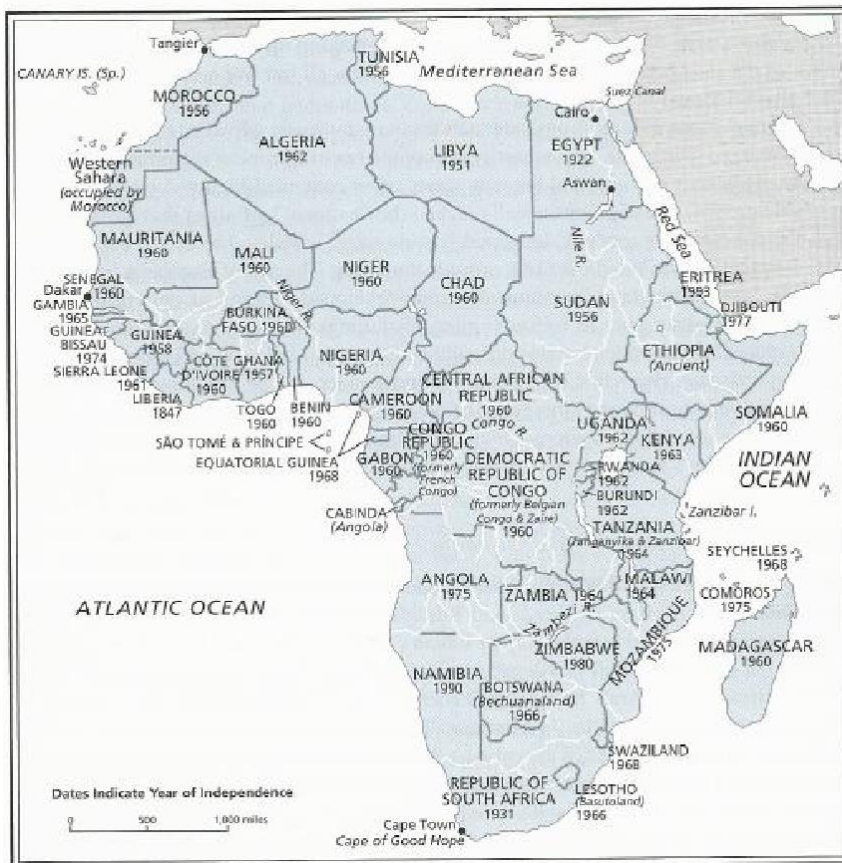 Tangier
TUNISIA
1956
Mediterranean Sea
CANARY IS. (Sp.)
MOROCCO
1956
Suez Canal
Cairo
ALGERIA
1962
LIBYA
1951
EGYPT
1922
Western
Sahara
(occupied by
Morocco)
Aswan
Red Sea
MAURITANIA
1960
MALI
1960
Nile R.
NIGER
1960
CHAD
1960
SENEGAL
1960
Dakar
GAMBIA
1965
Niger R.
SUDAN
1956
ERITREA
1993
DJIBOUTI
1977
BURKINA
FASO 1960
GUINEA
BISSAU
1974
GUINEA
1958
NIGERIA
1960
ETHIOPIA
(Ancient)
CÔTE
D'IVOIRE
1960
GHANA
1957
SIERRA LEONE
1961
LIBERIA
1847
CENTRAL AFRICAN
REPUBLIC
1960
CAMEROON
1960
TOGO
1960
BENIN
1960
SOMALIA
1960
UGANDA
1962
Congo R.
KENYA
1963
CONGO
REPUBLIC
1960
(formerly
French
Congo)
SÃO TOMÉ & PRÍNCIPE
GABON
1960
DEMOCRATIC
REPUBLIC OF
CONGO
(formerly Belgian
Congo & Zaire)
1960
EQUATORIAL GUINEA
1968
INDIAN
OCEAN
RWANDA
1962
BURUNDI
1962
CABINDA
(Angola)
Zanzibar I.
TANZANIA
(Tanganyika & Zanzibar)
1964
SEYCHELLES
1968
ANGOLA
1975
ZAMBIA 1964
MALAWI
1964
COMOROS
1975
ATLANTIC OCEAN
Zambezi R.
ZIMBABWE
1980
MOZAMBIQUE
1975
MADAGASCAR
1960
NAMIBIA
1990
BOTSWANA
(Bechuanaland)
1966
SWAZILAND
1968
REPUBLIC OF
SOUTH AFRICA
1931
LESOTHO
(Basutoland)
1966
Dates Indicate Year of Independence
0 500 1,000 miles
Cape Town
Cape of Good Hope